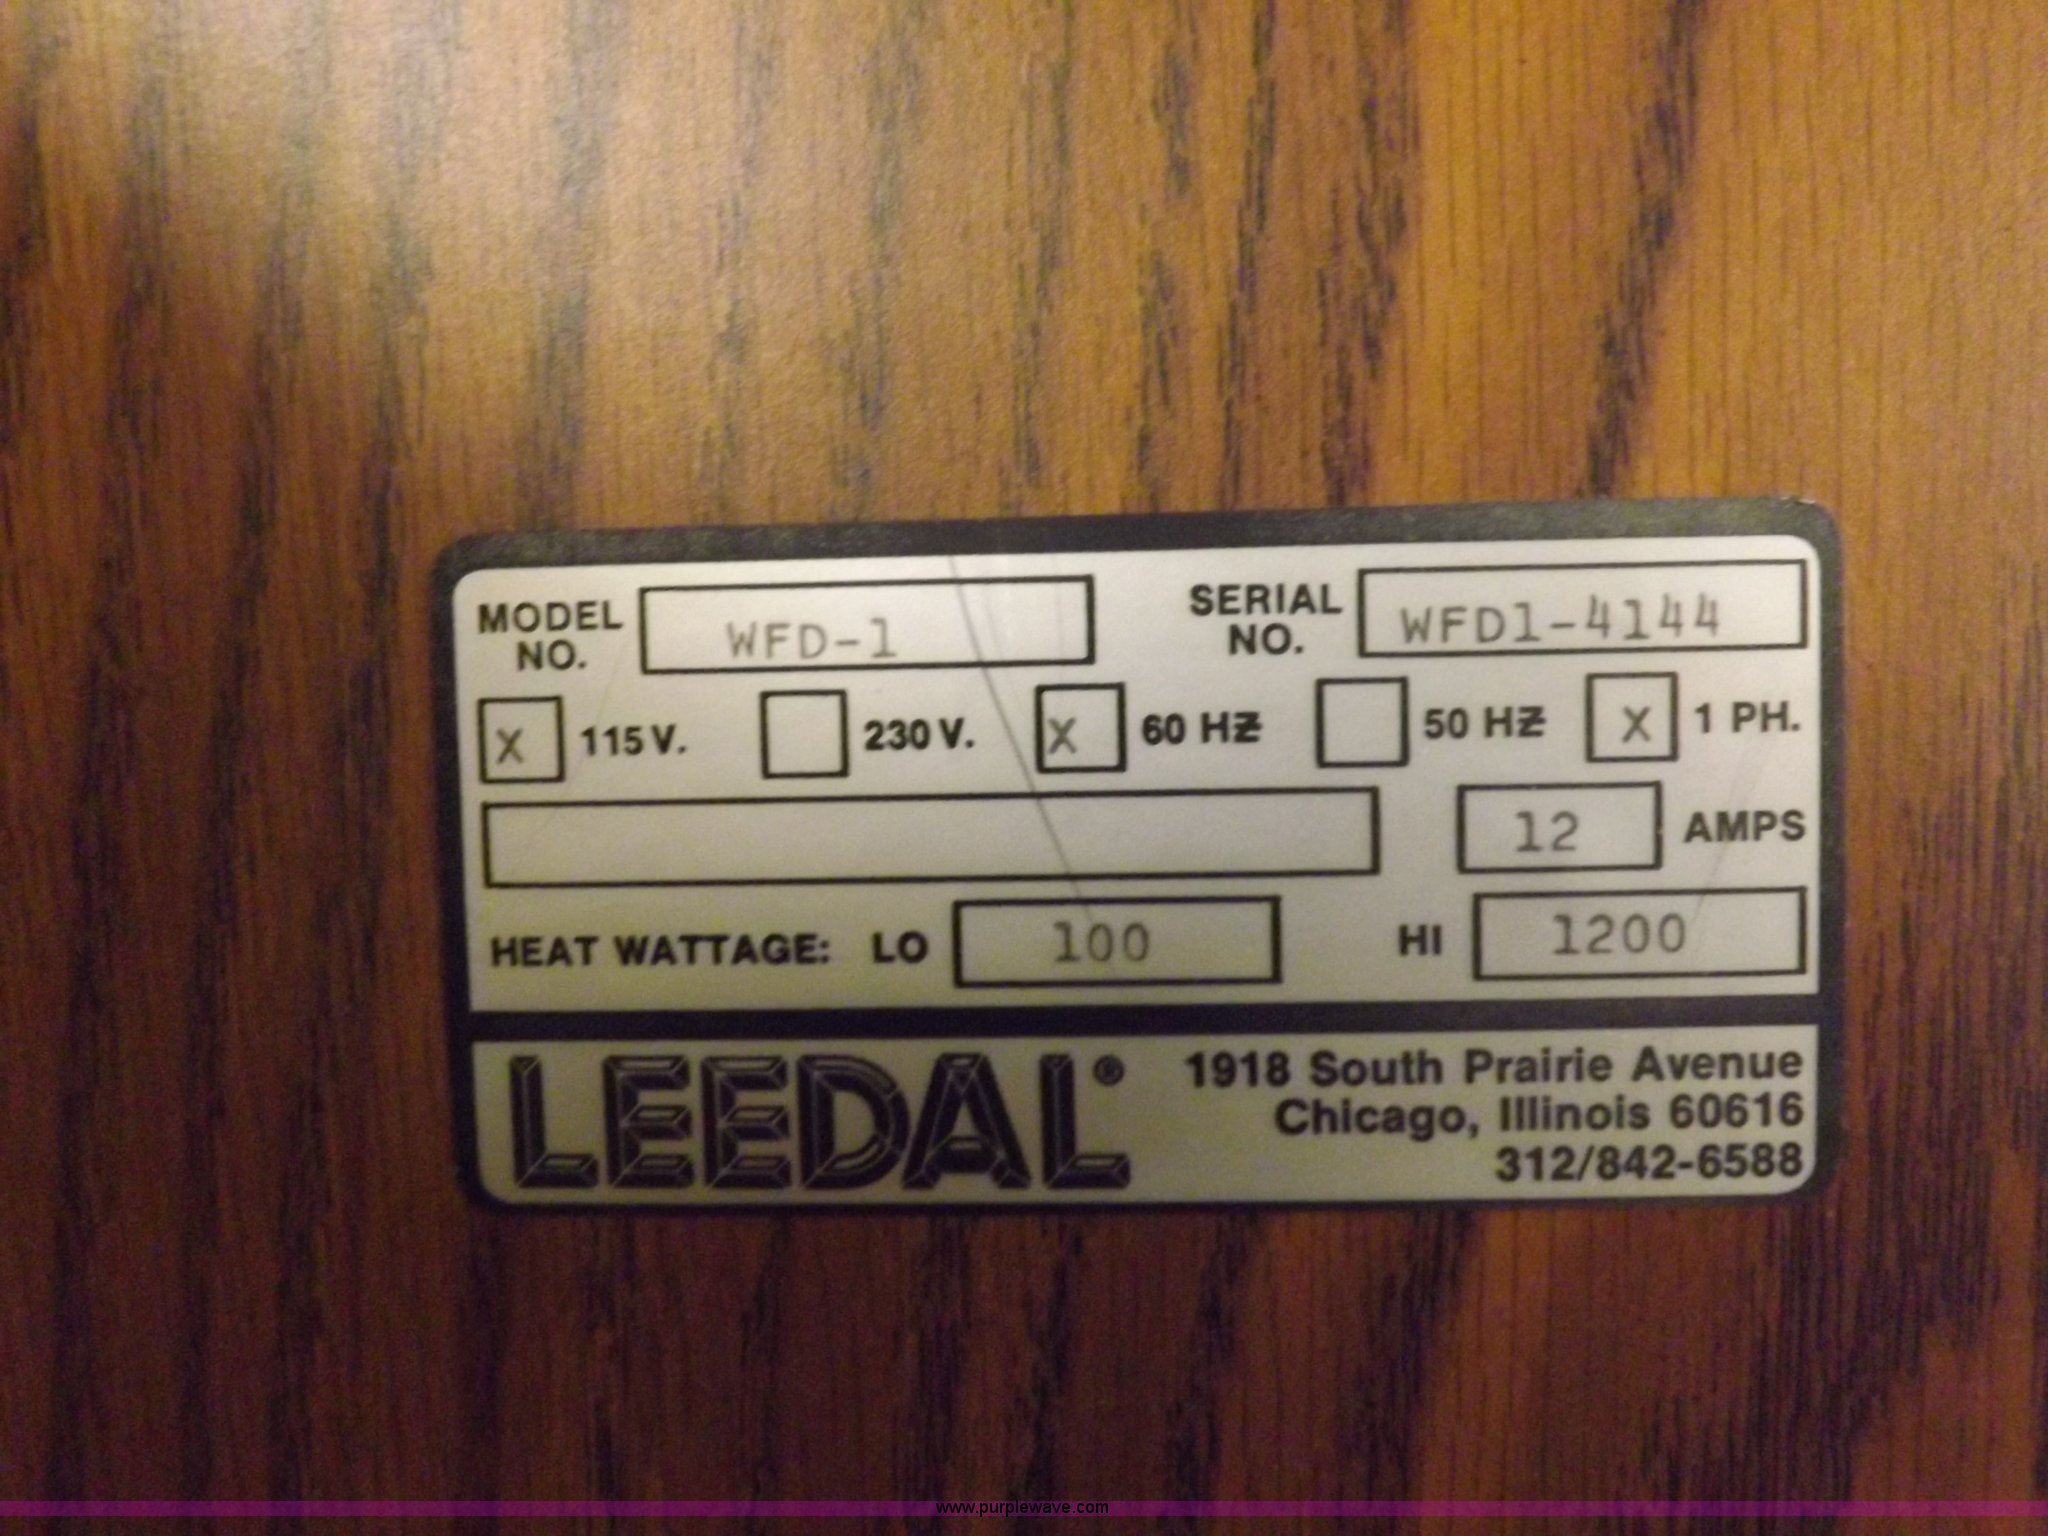 MODEL NO. WFD-1 SERIAL NO. WFD1-4144
X 115 V. 230 V. X 60 HZ 50 HZ X 1 PH.
12 AMPS
HEAT WATTAGE: LO 100 HI 1200
LEEDAL® 1918 South Prairie Avenue
Chicago, Illinois 60616
312/842-6588
www.purplewave.com